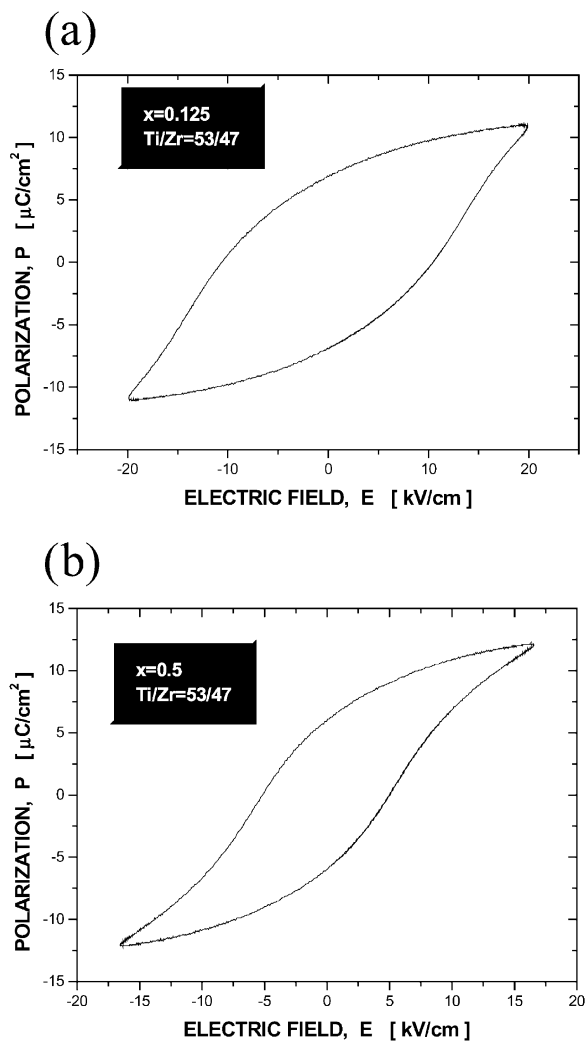 (a)
x=0.125
Ti/Zr=53/47
POLARIZATION, P [ μC/cm² ]
15
10
5
0
-5
-10
-15
-20
-10
0
10
20
ELECTRIC FIELD, E [ kV/cm ]
(b)
x=0.5
Ti/Zr=53/47
POLARIZATION, P [ μC/cm² ]
15
10
5
0
-5
-10
-15
-20
-15
-10
-5
0
5
10
15
20
ELECTRIC FIELD, E [ kV/cm ]